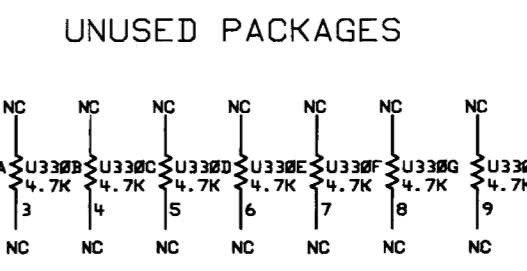 UNUSED PACKAGES
NC NC NC NC NC NC NC
A U330B U330C U330D U330E U330F U330G U330
4.7K 4.7K 4.7K 4.7K 4.7K 4.7K 4.7K
3 4 5 6 7 8 9
NC NC NC NC NC NC NC